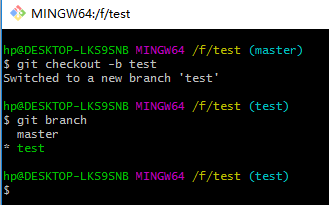 MINGW64:/f/test
hp@DESKTOP-LKS9SNB MINGW64 /f/test (master)
$ git checkout -b test
Switched to a new branch 'test'
hp@DESKTOP-LKS9SNB MINGW64 /f/test (test)
$ git branch
  master
* test
hp@DESKTOP-LKS9SNB MINGW64 /f/test (test)
$